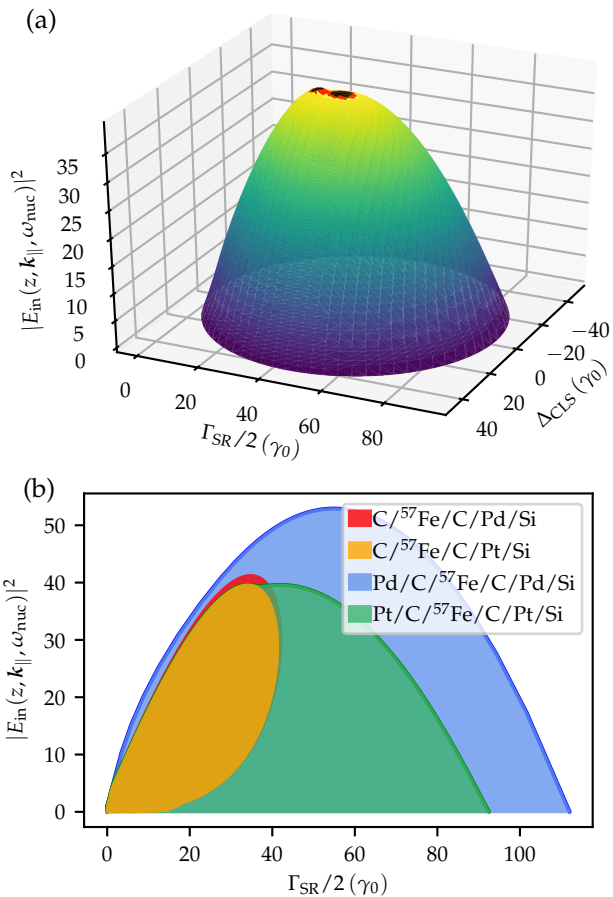 (a)
|E_in(z, k_∥, ω_nuc)|²
35
30
25
20
15
10
5
0
0
20
40
60
80
Γ_SR/2 (γ₀)
−40
−20
0
20
40
Δ_CLS (γ₀)
(b)
|E_in(z, k_∥, ω_nuc)|²
50
40
30
20
10
0
C/⁵⁷Fe/C/Pd/Si
C/⁵⁷Fe/C/Pt/Si
Pd/C/⁵⁷Fe/C/Pd/Si
Pt/C/⁵⁷Fe/C/Pt/Si
0 20 40 60 80 100
Γ_SR/2 (γ₀)